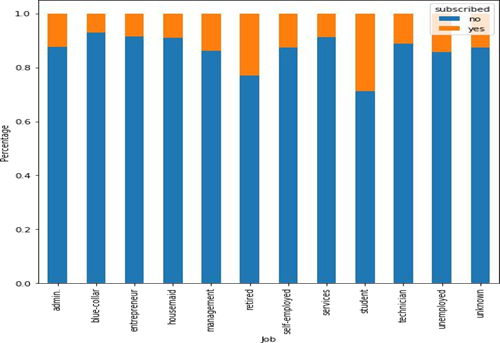 subscribed
no
yes
1.0
0.8
0.6
0.4
0.2
0.0
Percentage
admin.
blue-collar
entrepreneur
housemaid
management
retired
self-employed
services
student
technician
unemployed
unknown
Job